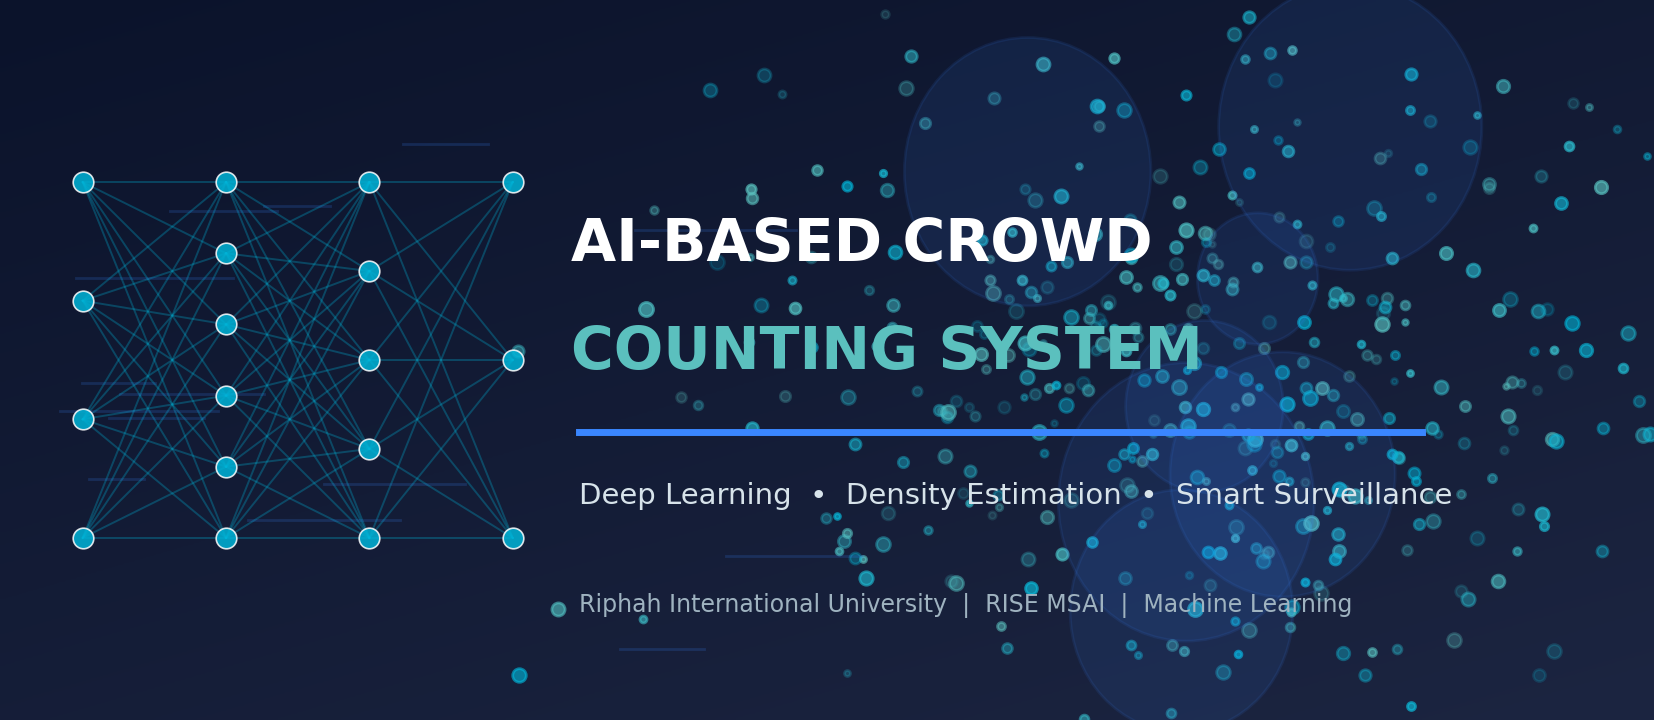 AI-BASED CROWD
COUNTING SYSTEM
Deep Learning • Density Estimation • Smart Surveillance
Riphah International University | RISE MSAI | Machine Learning